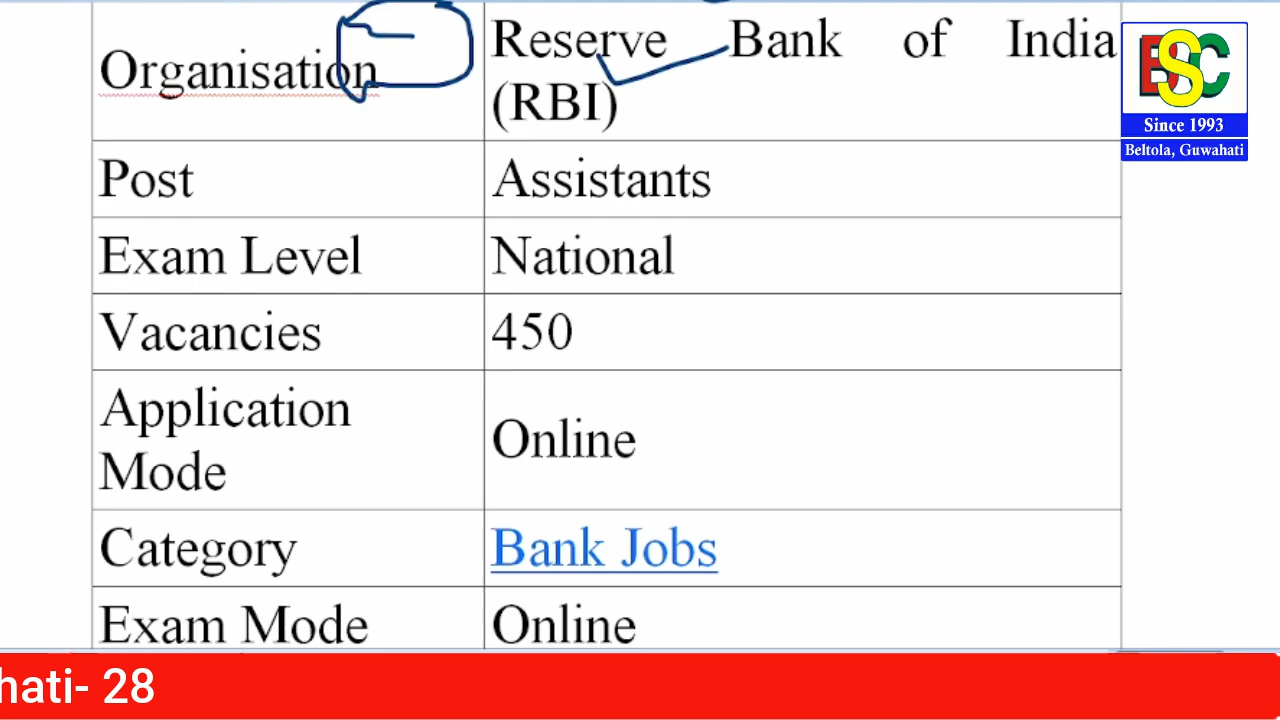 Organisation
Reserve Bank of India
(RBI)
Post
Assistants
Exam Level
National
Vacancies
450
Application
Mode
Online
Category
Bank Jobs
Exam Mode
Online
BSC
Since 1993
Beltola, Guwahati
hati- 28